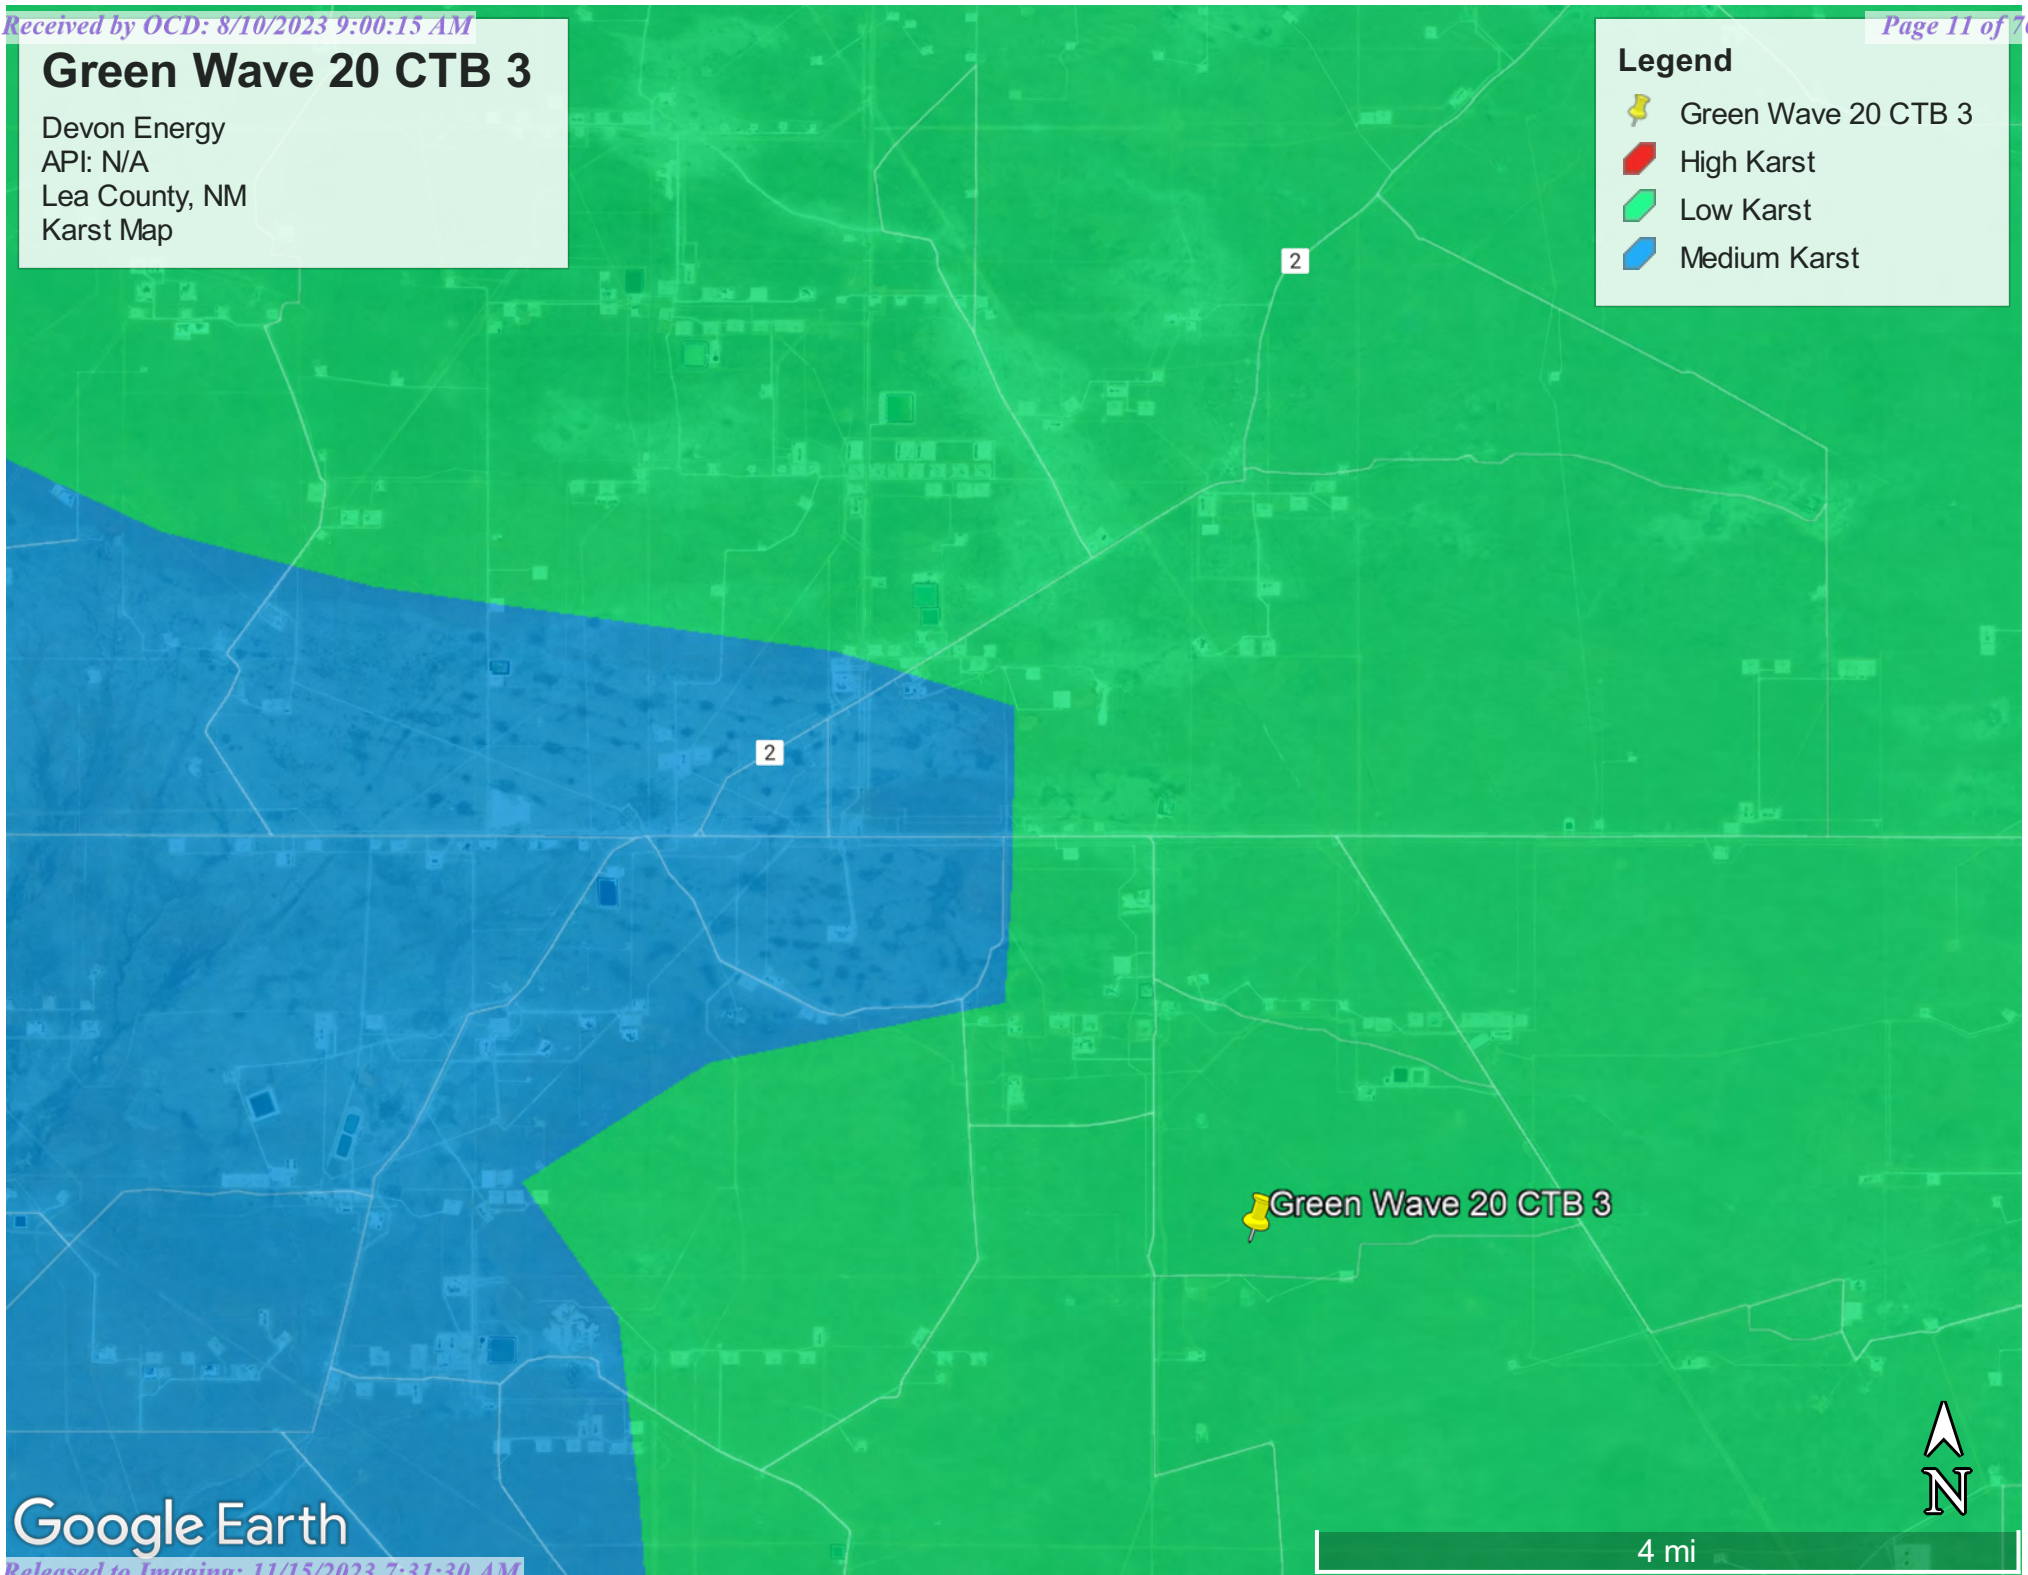 Received by OCD: 8/10/2023 9:00:15 AM
Page 11 of
Green Wave 20 CTB 3
Devon Energy
API: N/A
Lea County, NM
Karst Map
Legend
Green Wave 20 CTB 3
High Karst
Low Karst
Medium Karst
2
2
Green Wave 20 CTB 3
N
Google Earth
4 mi
Released to Imaging: 11/15/2023 7:31:30 AM